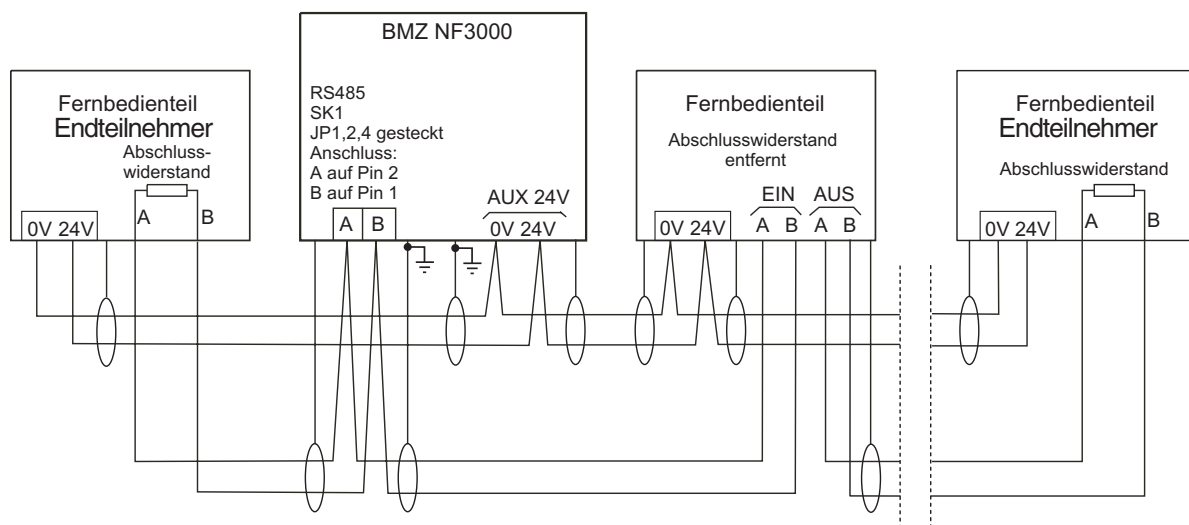 Fernbedienteil
Endteilnehmer
Abschluss-
widerstand
A
B
0V 24V
BMZ NF3000
RS485
SK1
JP1,2,4 gesteckt
Anschluss:
A auf Pin 2
B auf Pin 1
A
B
AUX 24V
0V 24V
Fernbedienteil
Abschlusswiderstand
entfernt
EIN
AUS
0V 24V
A
B
A
B
Fernbedienteil
Endteilnehmer
Abschlusswiderstand
0V 24V
A
B